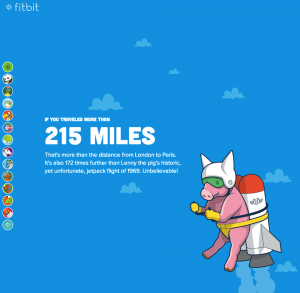 fitbit
IF YOU TRAVELED MORE THEN
215 MILES
That's more than the distance from London to Paris.
It's also 172 times further than Lenny the pig's historic,
yet unfortunate, jetpack flight of 1969. Unbelievable!